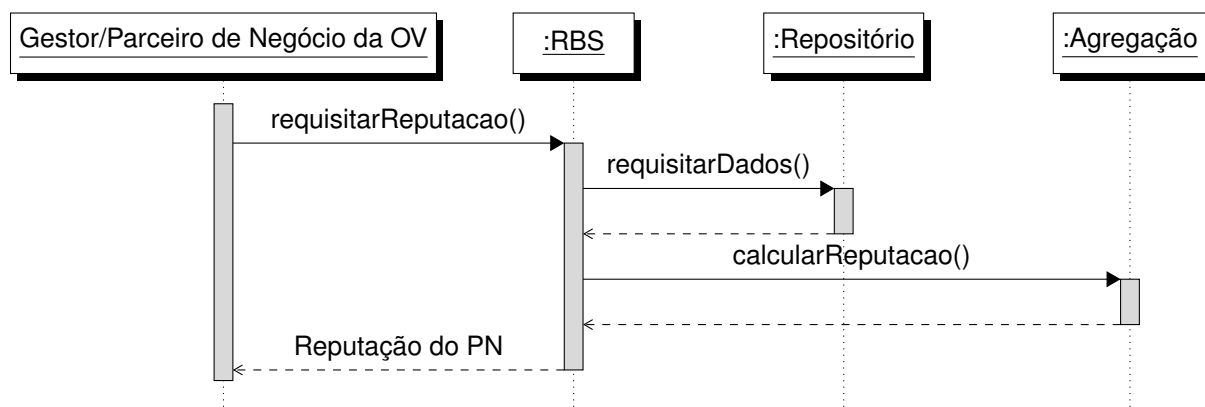 Gestor/Parceiro de Negócio da OV
:RBS
:Repositório
:Agregação
requisitarReputacao()
requisitarDados()
calcularReputacao()
Reputação do PN